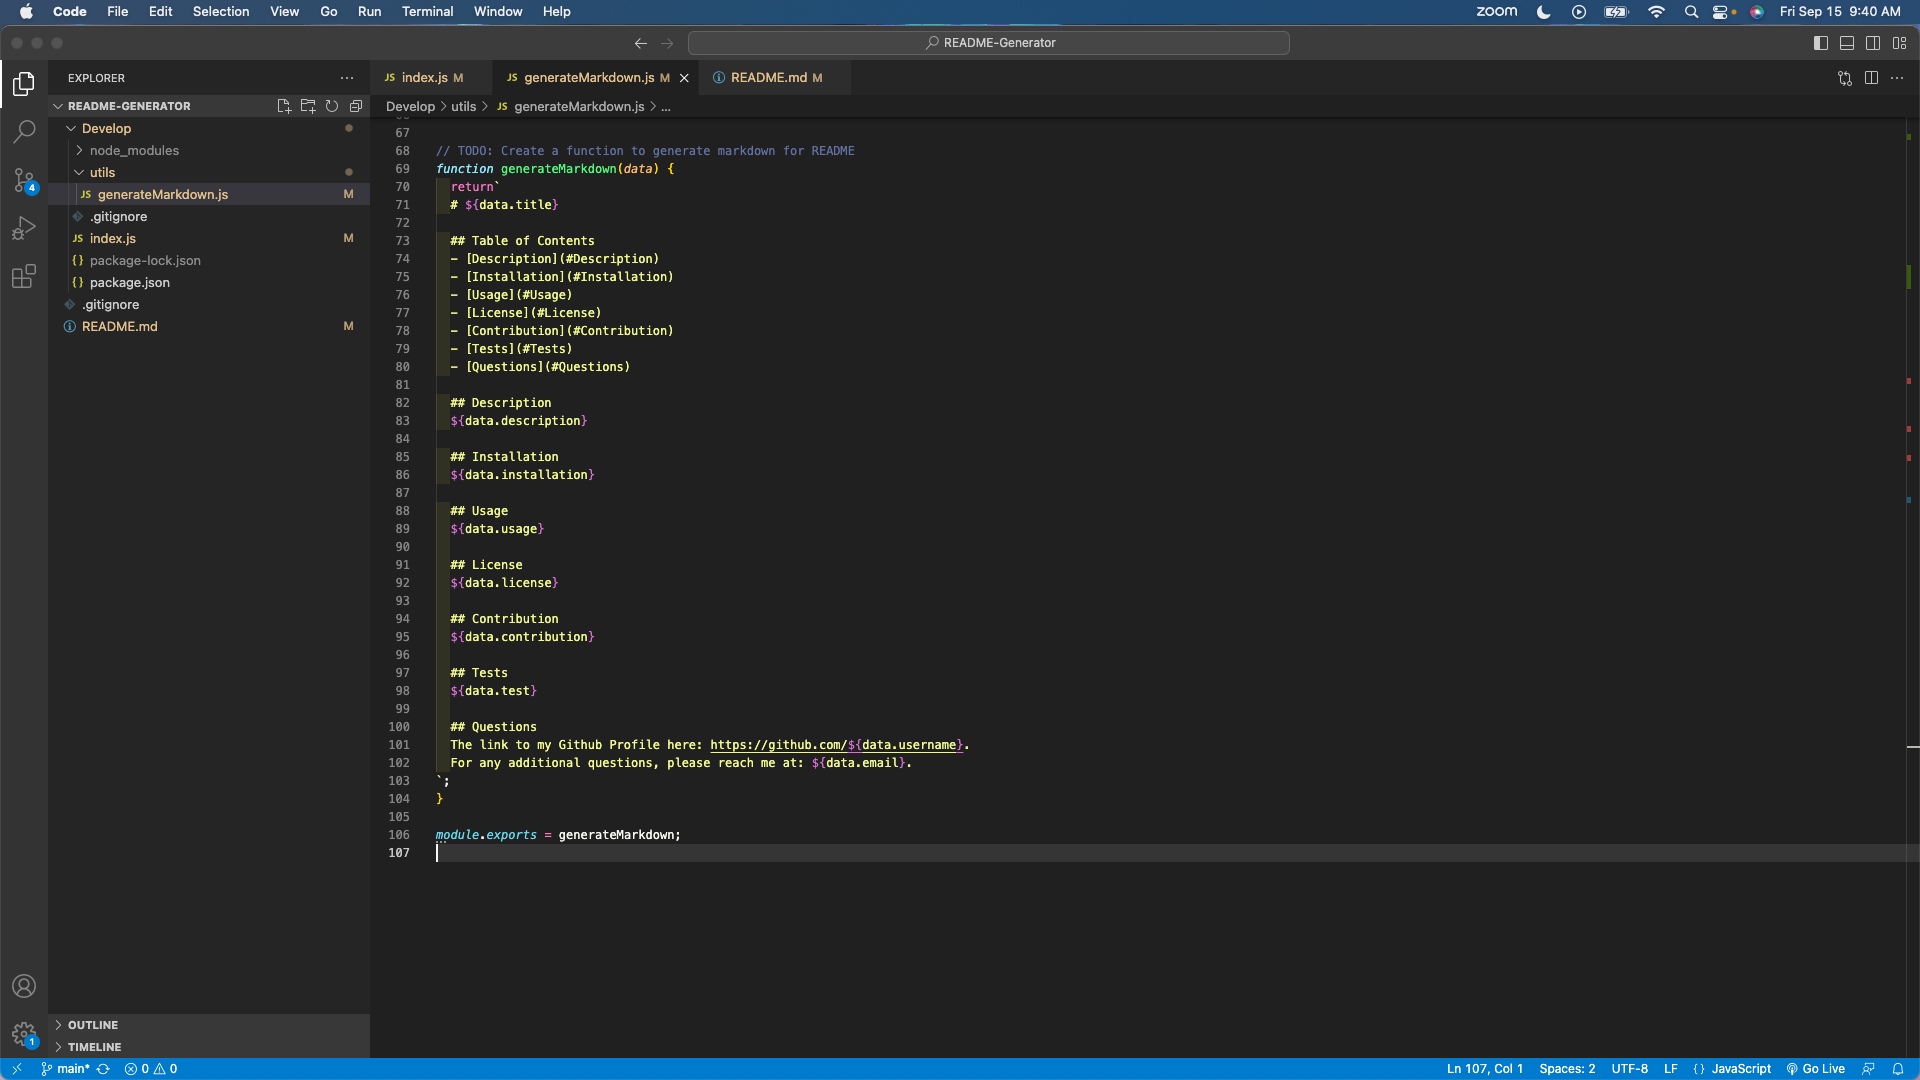 Code File Edit Selection View Go Run Terminal Window Help zoom Fri Sep 15 9:40 AM
README-Generator
EXPLORER
README-GENERATOR
Develop
node_modules
utils
JS generateMarkdown.js M
.gitignore
JS index.js M
{} package-lock.json
{} package.json
.gitignore
README.md M
OUTLINE
TIMELINE
4
1
JS index.js M JS generateMarkdown.js M README.md M
Develop > utils > JS generateMarkdown.js > ...
67
68 // TODO: Create a function to generate markdown for README
69 function generateMarkdown(data) {
70 return`
71 # ${data.title}
72
73 ## Table of Contents
74 - [Description](#Description)
75 - [Installation](#Installation)
76 - [Usage](#Usage)
77 - [License](#License)
78 - [Contribution](#Contribution)
79 - [Tests](#Tests)
80 - [Questions](#Questions)
81
82 ## Description
83 ${data.description}
84
85 ## Installation
86 ${data.installation}
87
88 ## Usage
89 ${data.usage}
90
91 ## License
92 ${data.license}
93
94 ## Contribution
95 ${data.contribution}
96
97 ## Tests
98 ${data.test}
99
100 ## Questions
101 The link to my Github Profile here: https://github.com/${data.username}.
102 For any additional questions, please reach me at: ${data.email}.
103 `;
104 }
105
106 module.exports = generateMarkdown;
107
main* 0 0 Ln 107, Col 1 Spaces: 2 UTF-8 LF {} JavaScript Go Live